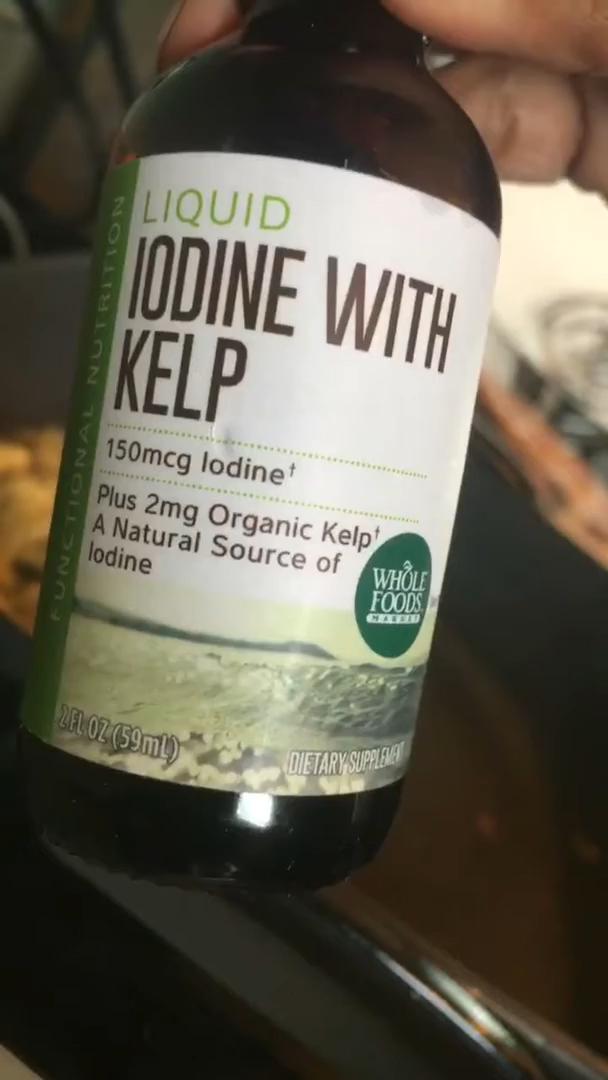 FUNCTIONAL NUTRITION
LIQUID
IODINE WITH
KELP
150mcg Iodine†
Plus 2mg Organic Kelp†
A Natural Source of
Iodine
WHOLE
FOODS
MARKET
2 FL OZ (59mL)
DIETARY SUPPLEMENT